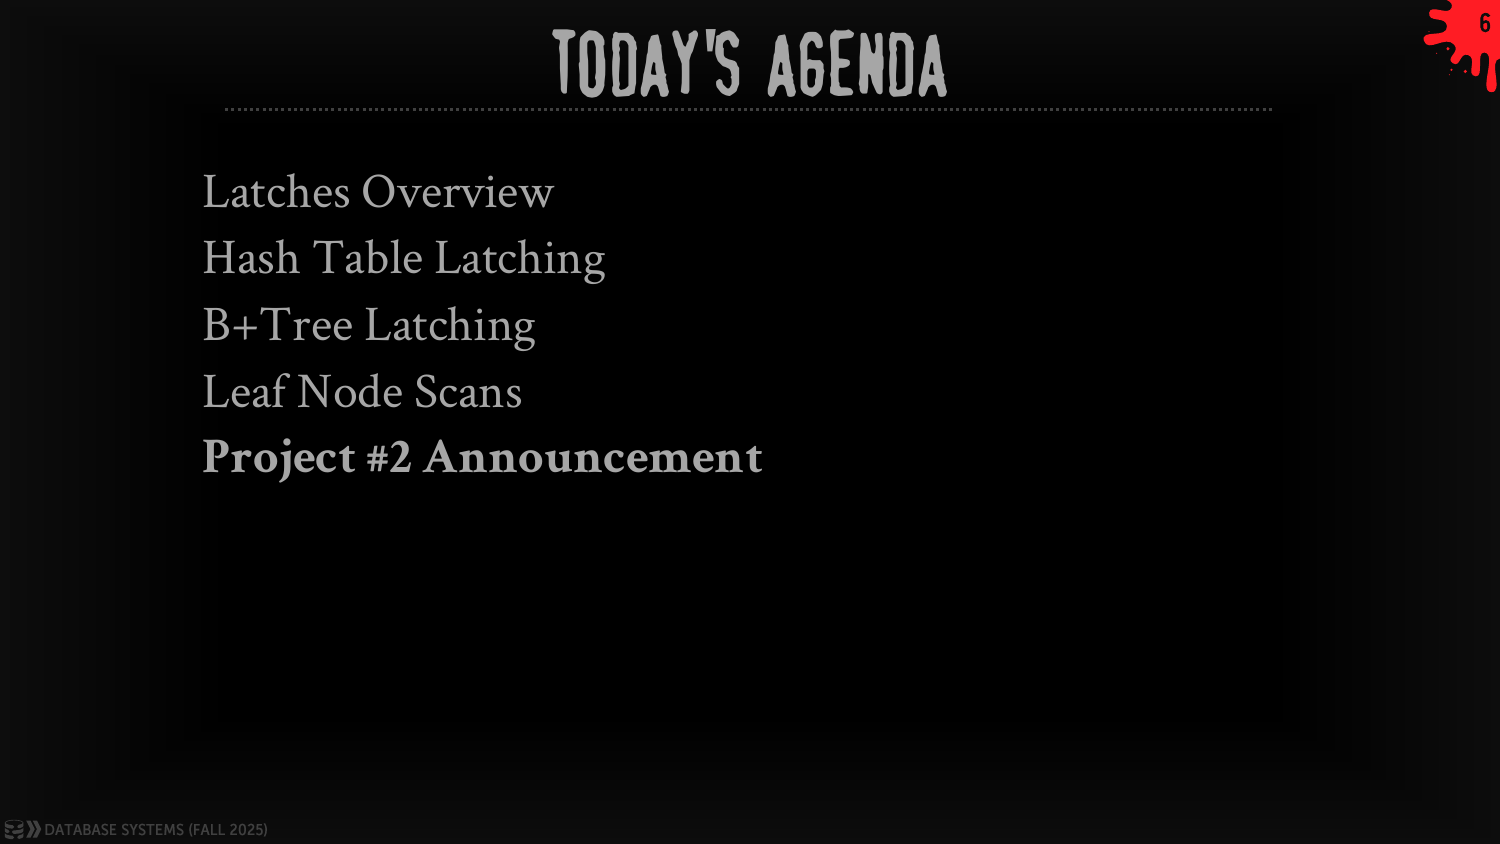 TODAY'S AGENDA
6
Latches Overview
Hash Table Latching
B+Tree Latching
Leaf Node Scans
Project #2 Announcement
DATABASE SYSTEMS (FALL 2025)